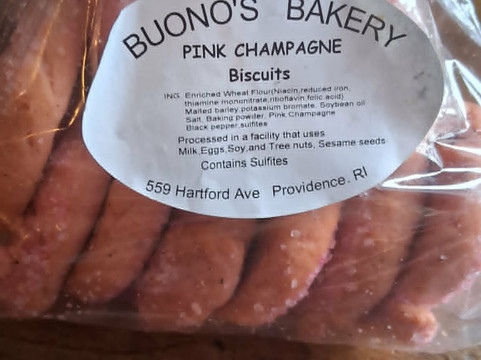 BUONO'S BAKERY
PINK CHAMPAGNE
Biscuits
ING. Enriched Wheat Flour(Niacin,reduced iron,
thiamine mononitrate,riboflavin,folic acid)
Malted barley,potassium bromate. Soybean oil
Salt, Baking powder, Pink Champagne
Black pepper,sulfites
Processed in a facility that uses
Milk,Eggs,Soy,and Tree nuts, Sesame seeds
Contains Sulfites
559 Hartford Ave Providence. RI